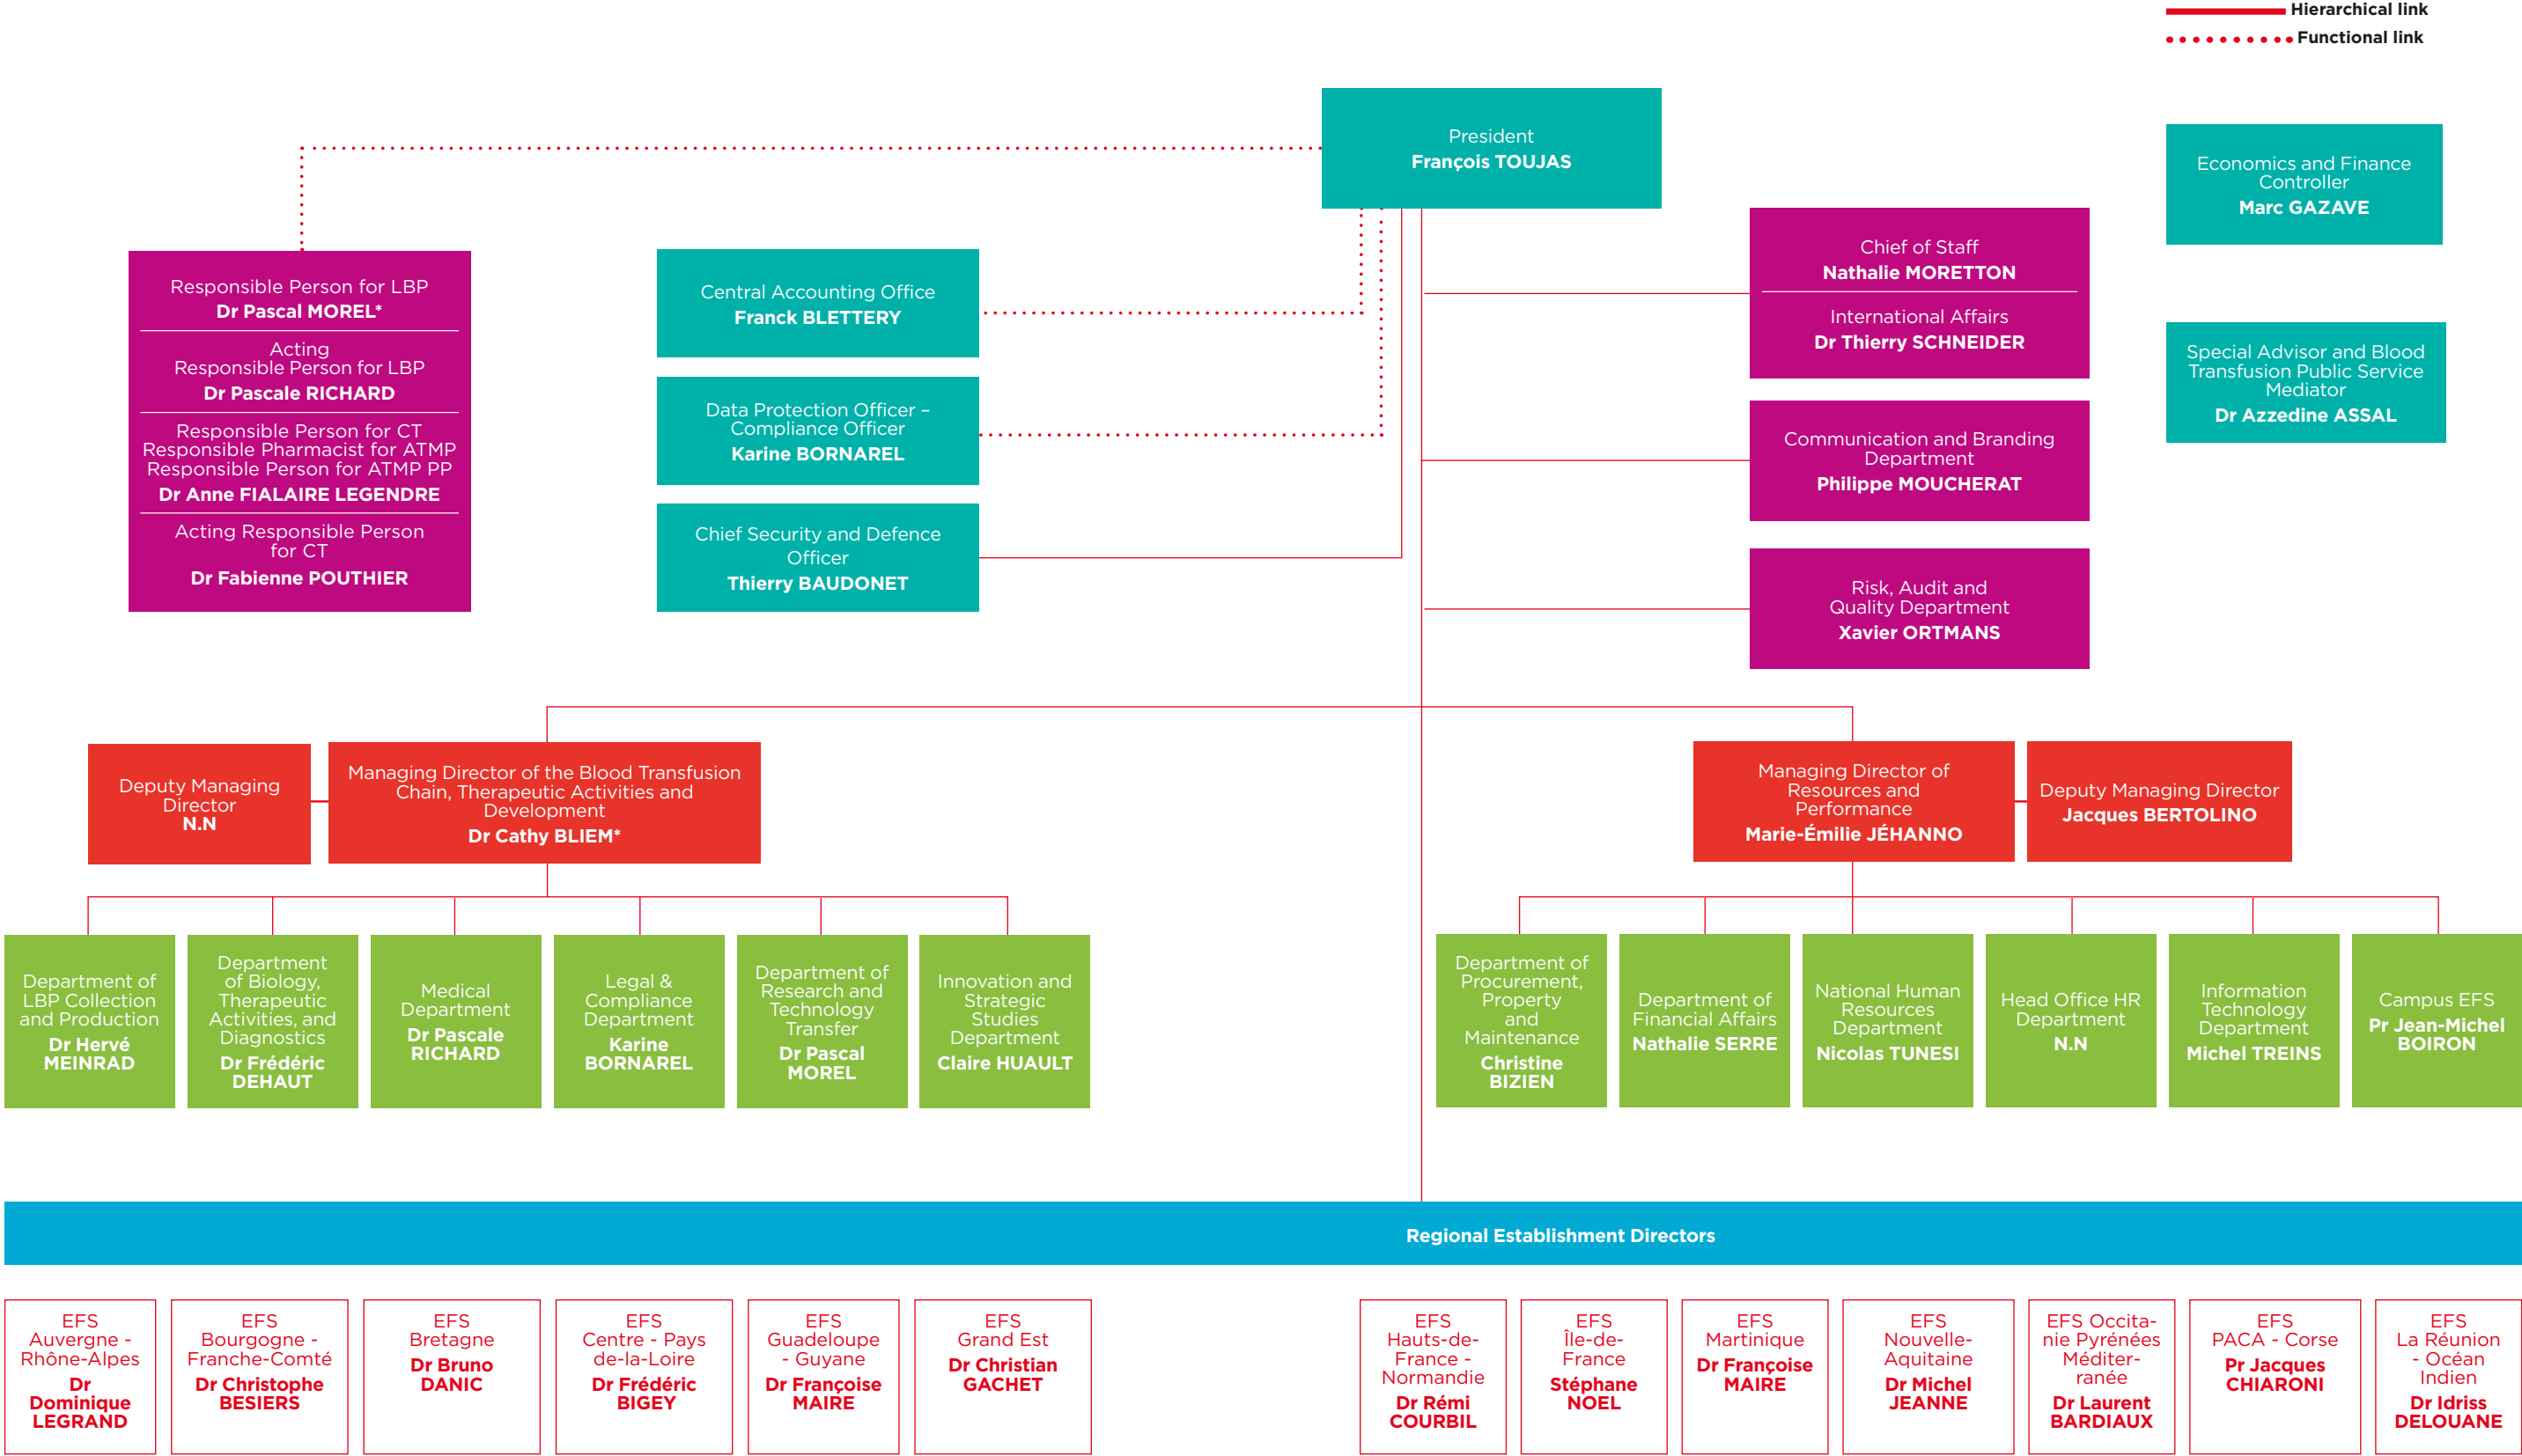 Hierarchical link
Functional link
President
François TOUJAS
Economics and Finance
Controller
Marc GAZAVE
Special Advisor and Blood
Transfusion Public Service
Mediator
Dr Azzedine ASSAL
Responsible Person for LBP
Dr Pascal MOREL*
Acting
Responsible Person for LBP
Dr Pascale RICHARD
Responsible Person for CT
Responsible Pharmacist for ATMP
Responsible Person for ATMP PP
Dr Anne FIALAIRE LEGENDRE
Acting Responsible Person
for CT
Dr Fabienne POUTHIER
Central Accounting Office
Franck BLETTERY
Data Protection Officer –
Compliance Officer
Karine BORNAREL
Chief Security and Defence
Officer
Thierry BAUDONET
Chief of Staff
Nathalie MORETTON
International Affairs
Dr Thierry SCHNEIDER
Communication and Branding
Department
Philippe MOUCHERAT
Risk, Audit and
Quality Department
Xavier ORTMANS
Deputy Managing
Director
N.N
Managing Director of the Blood Transfusion
Chain, Therapeutic Activities and
Development
Dr Cathy BLIEM*
Managing Director of
Resources and
Performance
Marie-Émilie JÉHANNO
Deputy Managing Director
Jacques BERTOLINO
Department of
LBP Collection
and Production
Dr Hervé
MEINRAD
Department
of Biology,
Therapeutic
Activities, and
Diagnostics
Dr Frédéric
DEHAUT
Medical
Department
Dr Pascale
RICHARD
Legal &
Compliance
Department
Karine
BORNAREL
Department of
Research and
Technology
Transfer
Dr Pascal
MOREL
Innovation and
Strategic
Studies
Department
Claire HUAULT
Department of
Procurement,
Property
and
Maintenance
Christine
BIZIEN
Department of
Financial Affairs
Nathalie SERRE
National Human
Resources
Department
Nicolas TUNESI
Head Office HR
Department
N.N
Information
Technology
Department
Michel TREINS
Campus EFS
Pr Jean-Michel
BOIRON
Regional Establishment Directors
EFS
Auvergne -
Rhône-Alpes
Dr
Dominique
LEGRAND
EFS
Bourgogne -
Franche-Comté
Dr Christophe
BESIERS
EFS
Bretagne
Dr Bruno
DANIC
EFS
Centre - Pays
de-la-Loire
Dr Frédéric
BIGEY
EFS
Guadeloupe
- Guyane
Dr Françoise
MAIRE
EFS
Grand Est
Dr Christian
GACHET
EFS
Hauts-de-
France -
Normandie
Dr Rémi
COURBIL
EFS
Île-de-
France
Stéphane
NOEL
EFS
Martinique
Dr Françoise
MAIRE
EFS
Nouvelle-
Aquitaine
Dr Michel
JEANNE
EFS Occita-
nie Pyrénées
Méditer-
ranée
Dr Laurent
BARDIAUX
EFS
PACA - Corse
Pr Jacques
CHIARONI
EFS
La Réunion
- Océan
Indien
Dr Idriss
DELOUANE